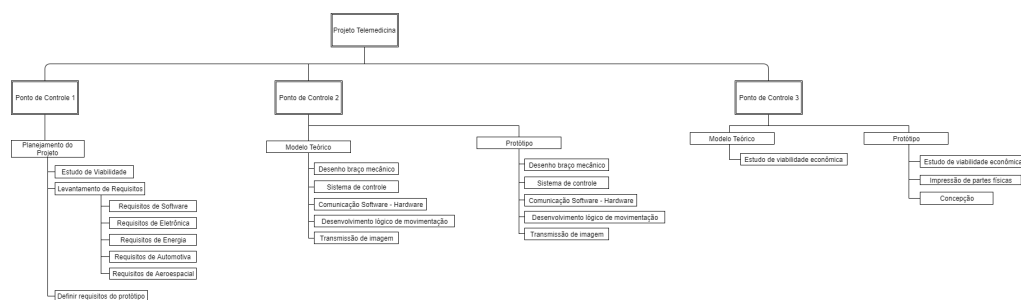 Projeto Telemedicina
Ponto de Controle 1
Planejamento do
Projeto
Estudo de Viabilidade
Levantamento de Requisitos
Requisitos de Software
Requisitos de Eletrônica
Requisitos de Energia
Requisitos de Automotiva
Requisitos de Aeroespacial
Definir requisitos do protótipo
Ponto de Controle 2
Modelo Teórico
Desenho braço mecânico
Sistema de controle
Comunicação Software - Hardware
Desenvolvimento lógico de movimentação
Transmissão de imagem
Protótipo
Desenho braço mecânico
Sistema de controle
Comunicação Software - Hardware
Desenvolvimento lógico de movimentação
Transmissão de imagem
Ponto de Controle 3
Modelo Teórico
Estudo de viabilidade econômica
Protótipo
Estudo de viabilidade econômica
Impressão de partes físicas
Concepção